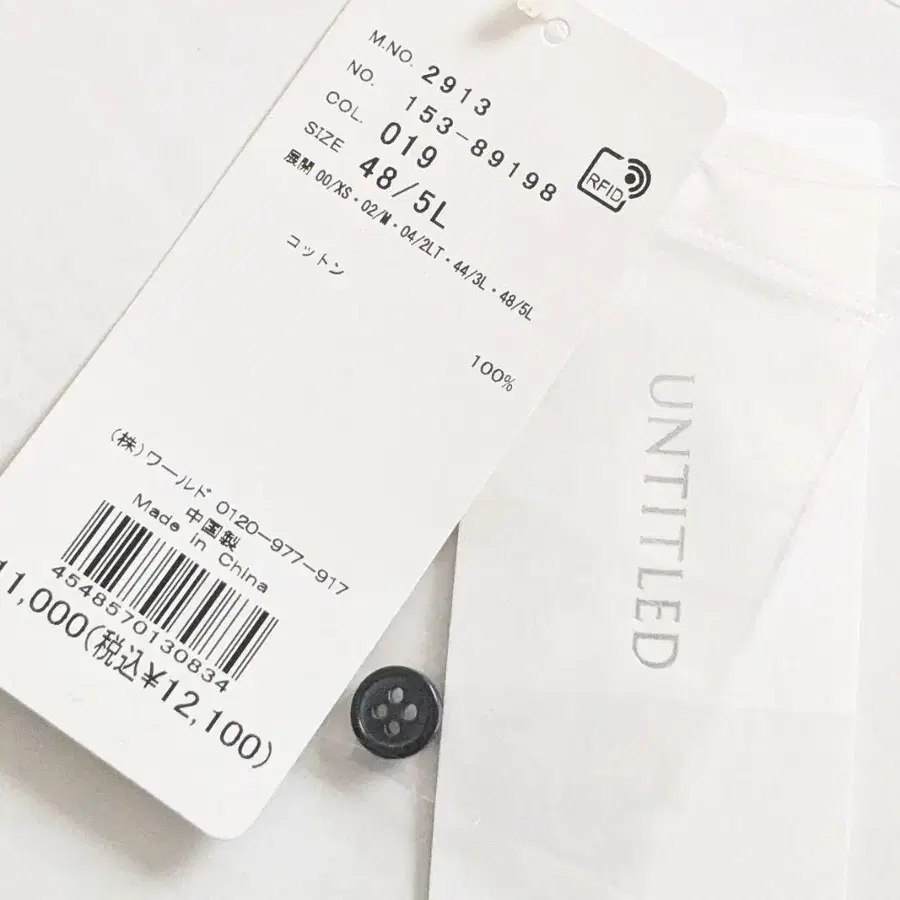 M.NO. 2913
NO. 153-89198
COL. 019
SIZE 48/5L
展開 00/XS・02/M・04/2LT・44/3L・48/5L
コットン 100%
RFID
(株)ワールド 0120-977-917
中国製
Made in China
4548570130834
11,000(税込¥12,100)
UNTITLED